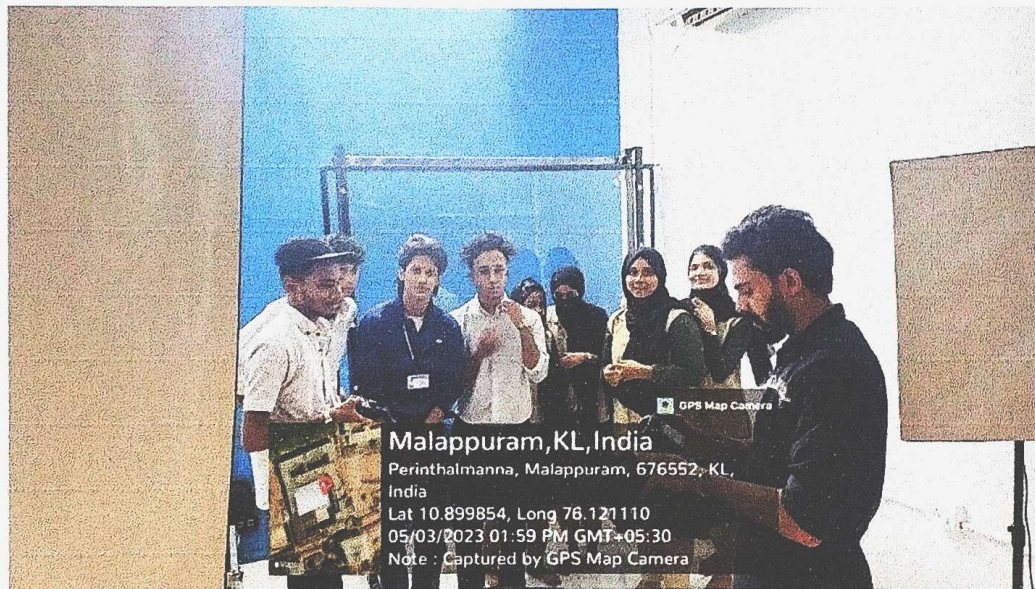 GPS Map Camera
Malappuram,KL,India
Perinthalmanna, Malappuram, 676552, KL,
India
Lat 10.899854, Long 76.121110
05/03/2023 01:59 PM GMT+05:30
Note : Captured by GPS Map Camera